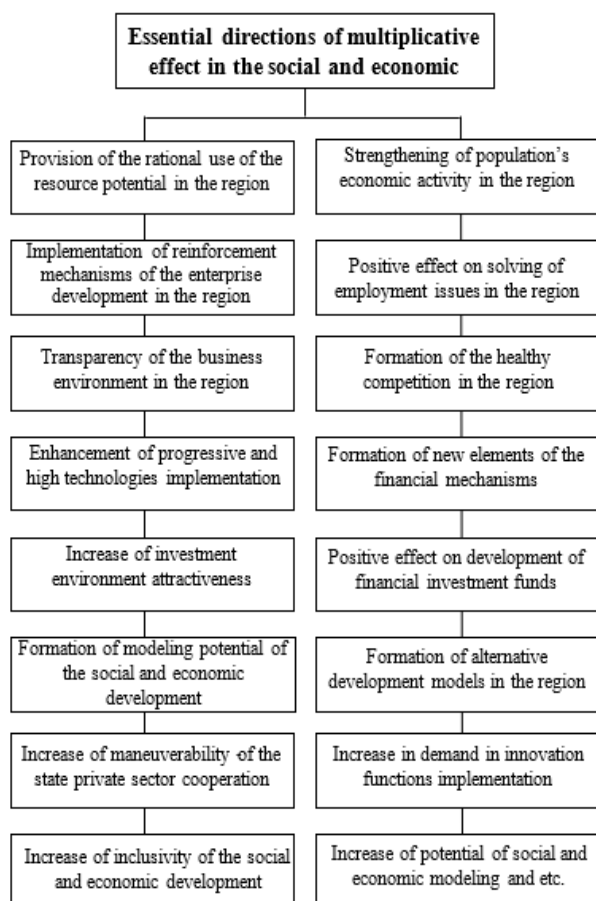 Essential directions of multiplicative
effect in the social and economic
Provision of the rational use of the
resource potential in the region
Implementation of reinforcement
mechanisms of the enterprise
development in the region
Transparency of the business
environment in the region
Enhancement of progressive and
high technologies implementation
Increase of investment
environment attractiveness
Formation of modeling potential of
the social and economic
development
Increase of maneuverability of the
state private sector cooperation
Increase of inclusivity of the social
and economic development
Strengthening of population’s
economic activity in the region
Positive effect on solving of
employment issues in the region
Formation of the healthy
competition in the region
Formation of new elements of the
financial mechanisms
Positive effect on development of
financial investment funds
Formation of alternative
development models in the region
Increase in demand in innovation
functions implementation
Increase of potential of social and
economic modeling and etc.